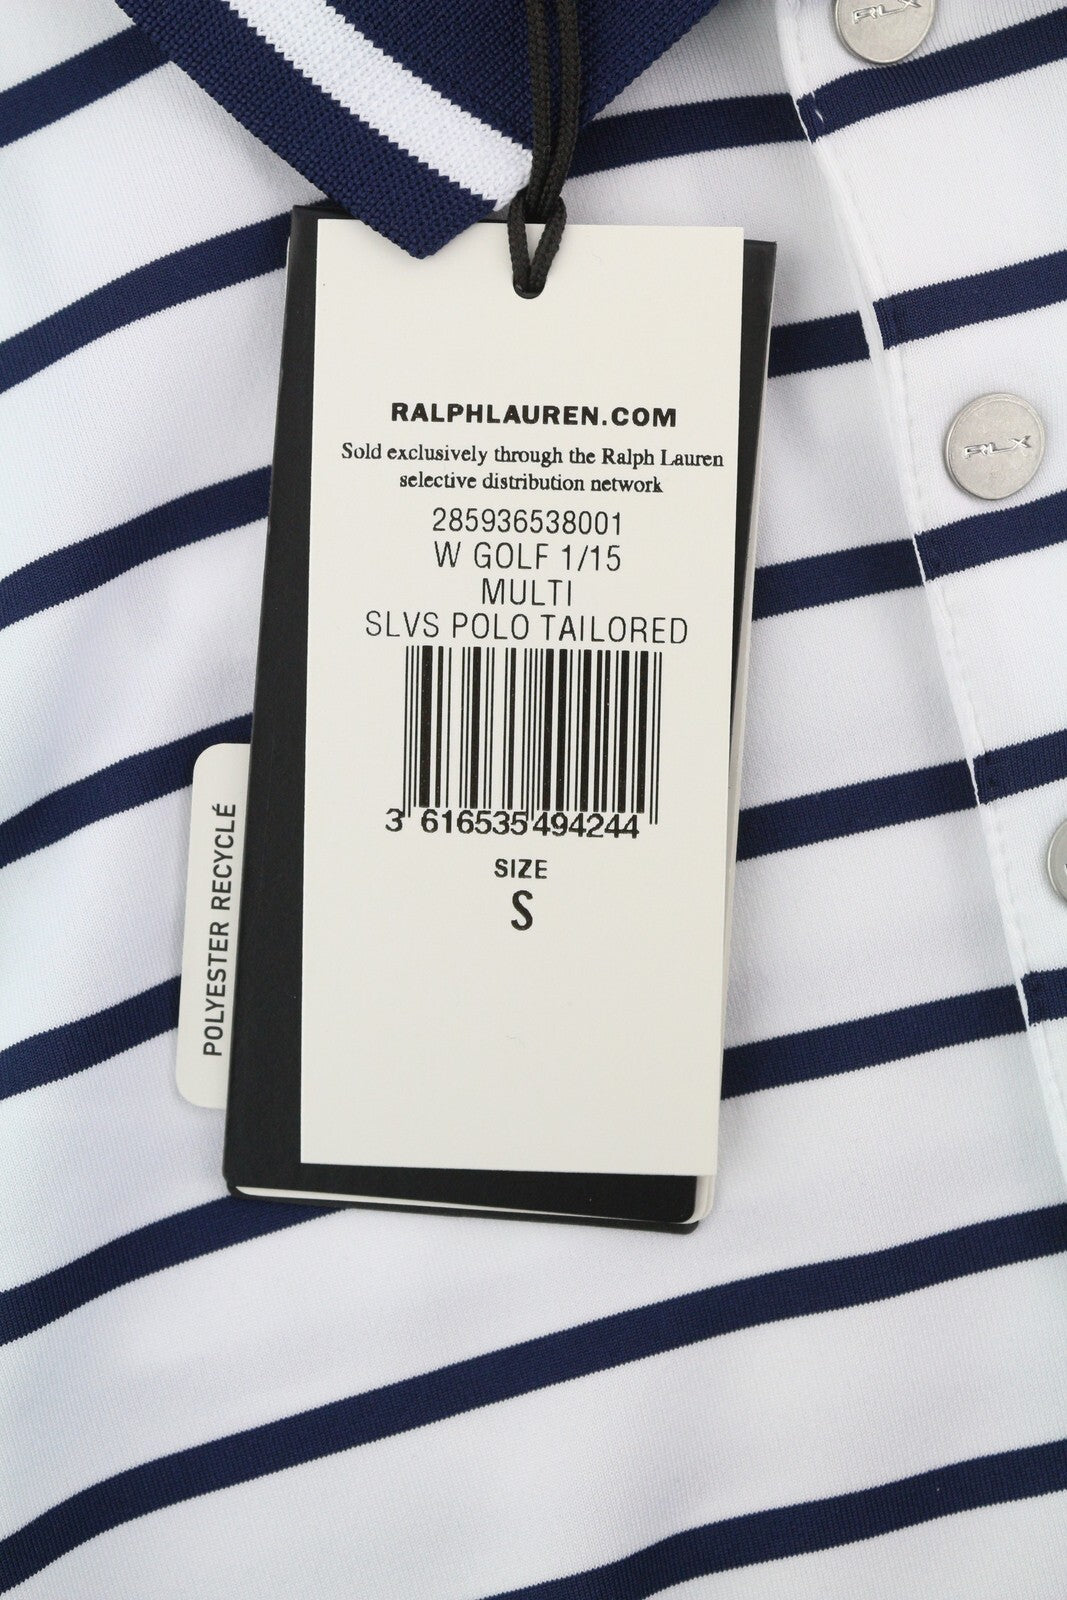 RLX
RALPHLAUREN.COM
Sold exclusively through the Ralph Lauren
selective distribution network
285936538001
W GOLF 1/15
MULTI
SLVS POLO TAILORED
3 616535 494244
SIZE
S
RLX
POLYESTER RECYCLÉ